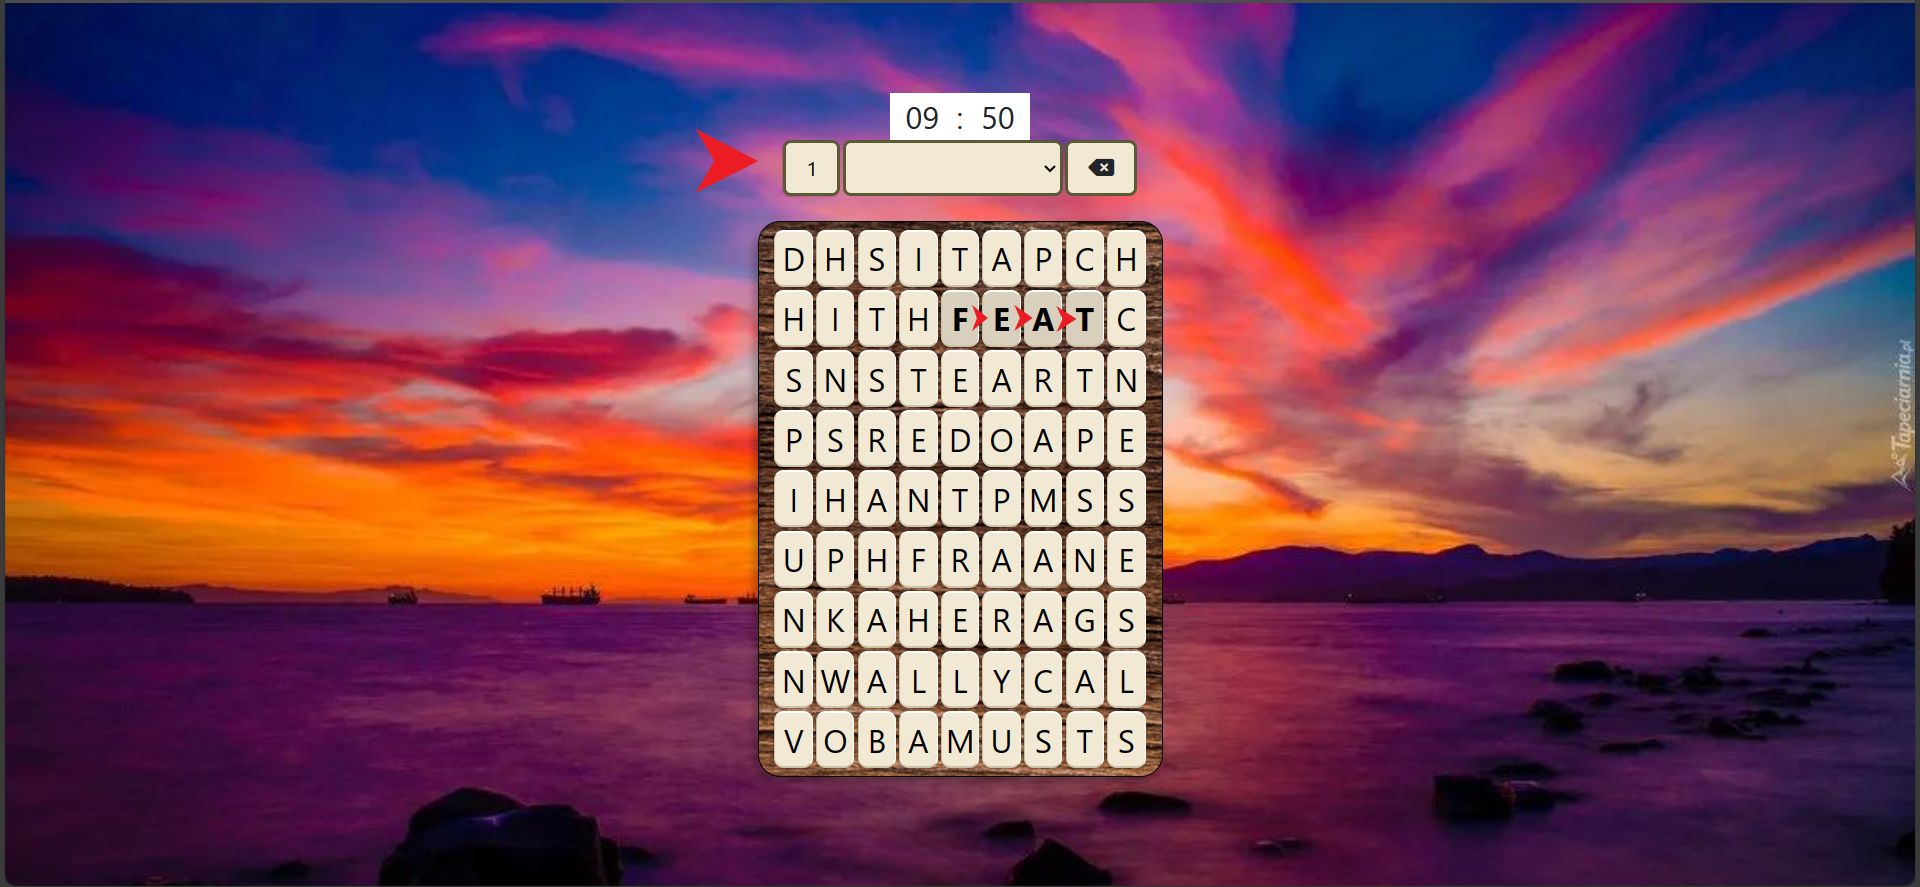 09 : 50
1
D H S I T A P C H
H I T H F E A T C
S N S T E A R T N
P S R E D O A P E
I H A N T P M S S
U P H F R A A N E
N K A H E R A G S
N W A L L Y C A L
V O B A M U S T S
Tapeciarnia.pl